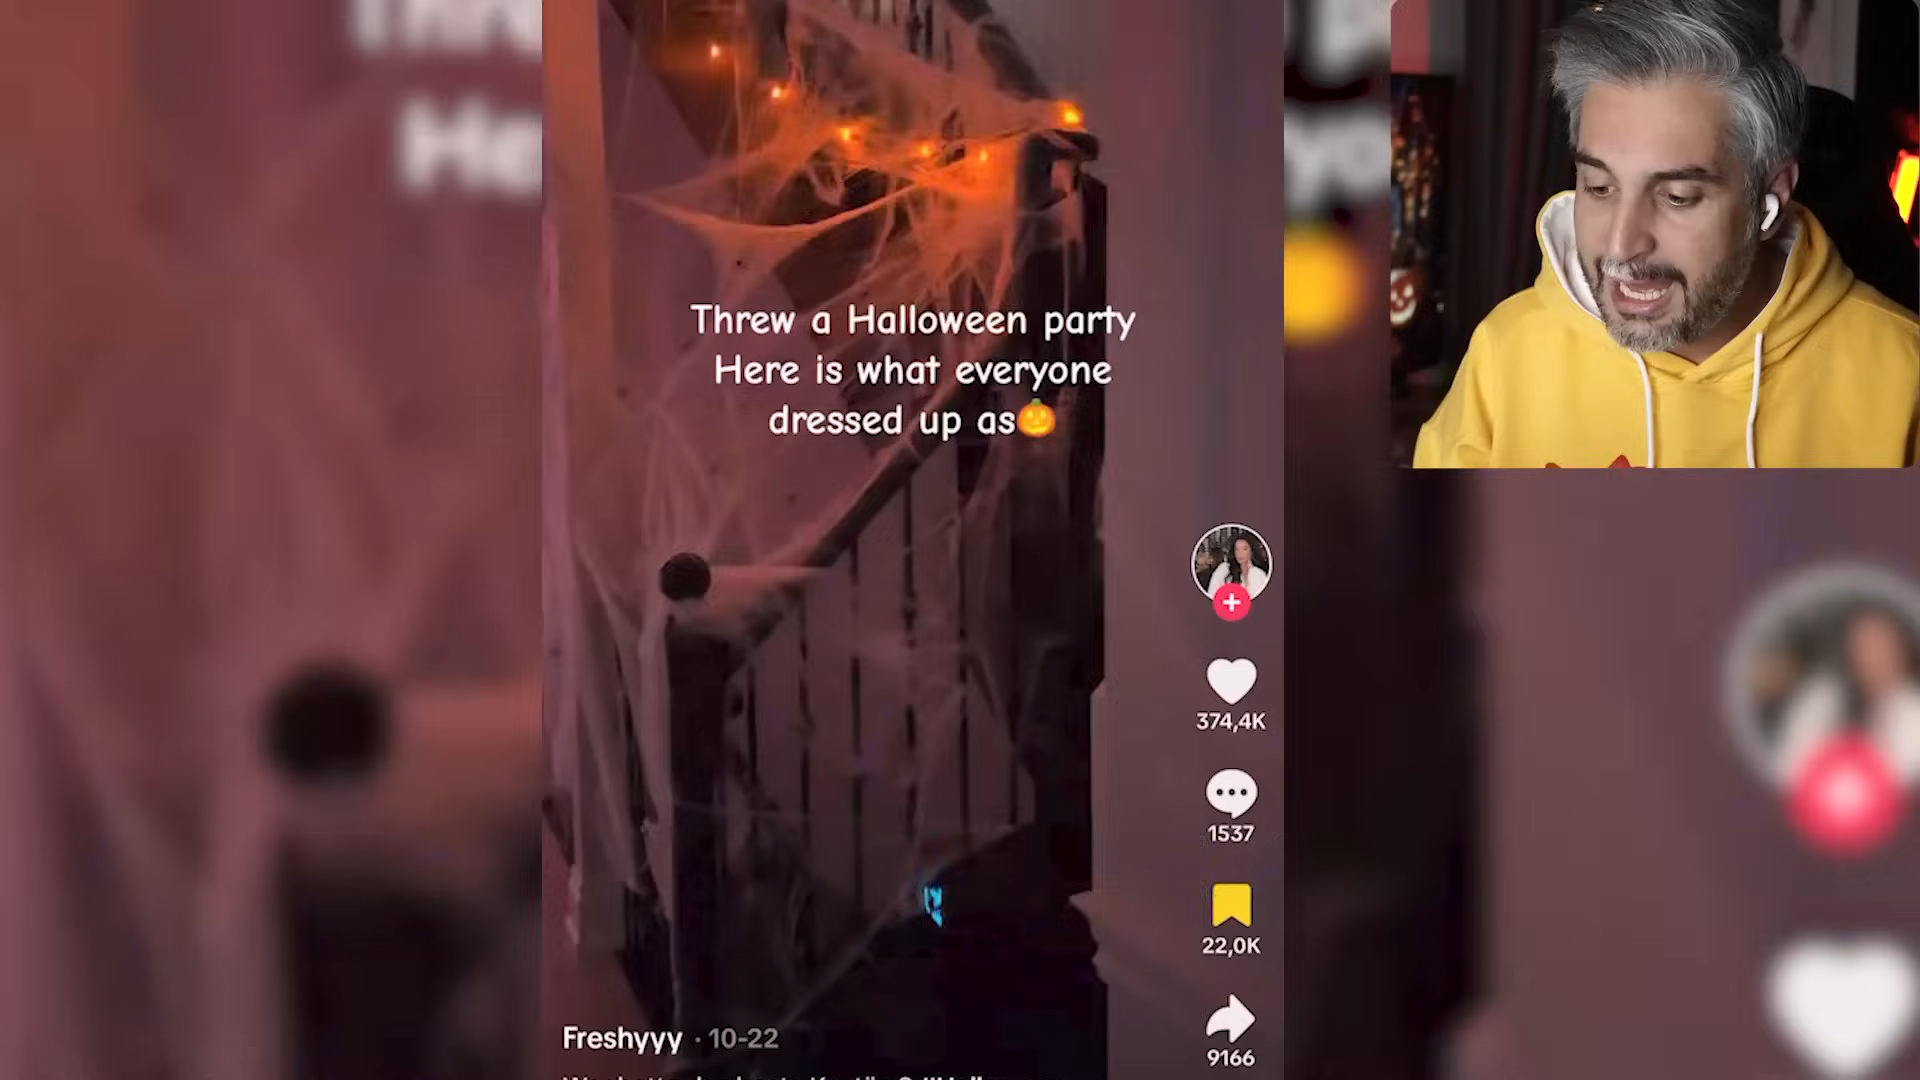 Threw a Halloween party
Here is what everyone
dressed up as🎃
374,4K
1537
22,0K
9166
Freshyyy · 10-22